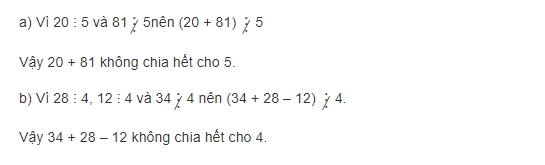 a) Vì 20 ⋮ 5 và 81 ⋮̸ 5nên (20 + 81) ⋮̸ 5
Vậy 20 + 81 không chia hết cho 5.
b) Vì 28 ⋮ 4, 12 ⋮ 4 và 34 ⋮̸ 4 nên (34 + 28 – 12) ⋮̸ 4.
Vậy 34 + 28 – 12 không chia hết cho 4.